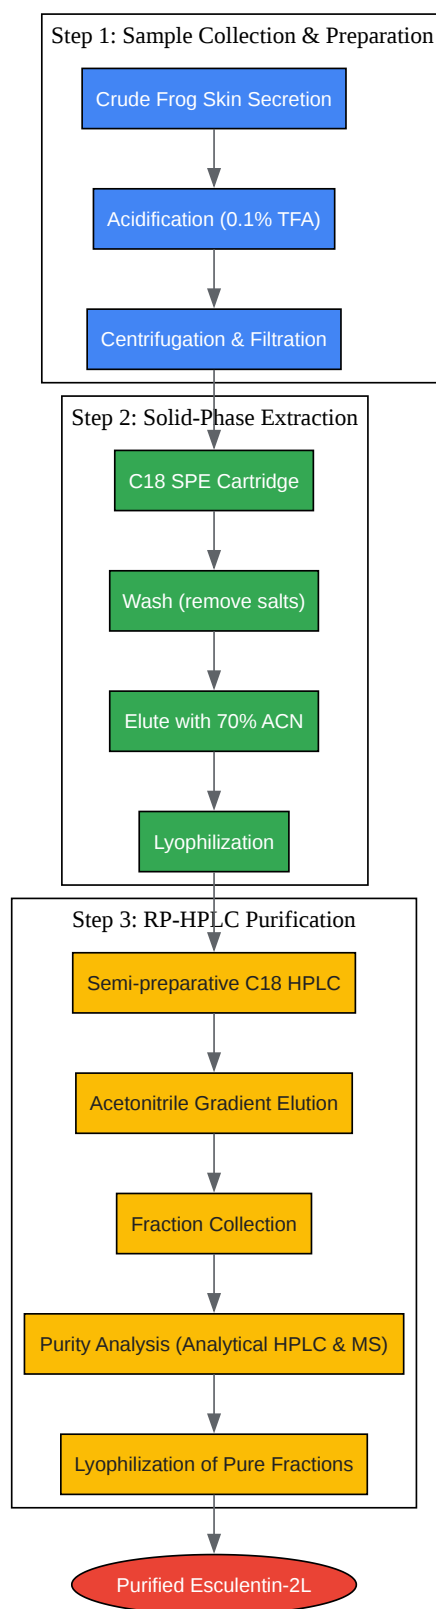 Step 1: Sample Collection & Preparation
Crude Frog Skin Secretion
Acidification (0.1% TFA)
Centrifugation & Filtration
Step 2: Solid-Phase Extraction
C18 SPE Cartridge
Wash (remove salts)
Elute with 70% ACN
Lyophilization
Step 3: RP-HPLC Purification
Semi-preparative C18 HPLC
Acetonitrile Gradient Elution
Fraction Collection
Purity Analysis (Analytical HPLC & MS)
Lyophilization of Pure Fractions
Purified Esculentin-2L